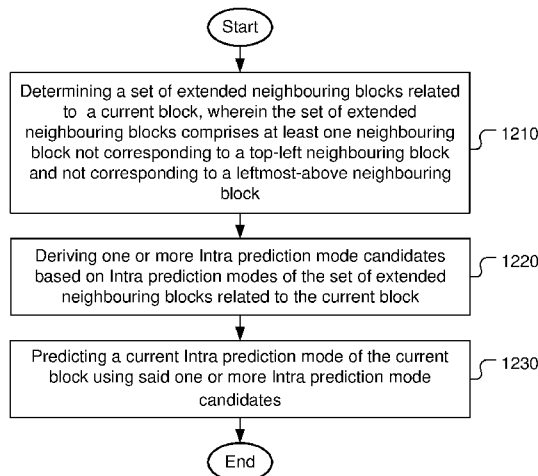 Start
Determining a set of extended neighbouring blocks related
to a current block, wherein the set of extended
neighbouring blocks comprises at least one neighbouring
block not corresponding to a top-left neighbouring block
and not corresponding to a leftmost-above neighbouring
block
1210
Deriving one or more Intra prediction mode candidates
based on Intra prediction modes of the set of extended
neighbouring blocks related to the current block
1220
Predicting a current Intra prediction mode of the current
block using said one or more Intra prediction mode
candidates
1230
End